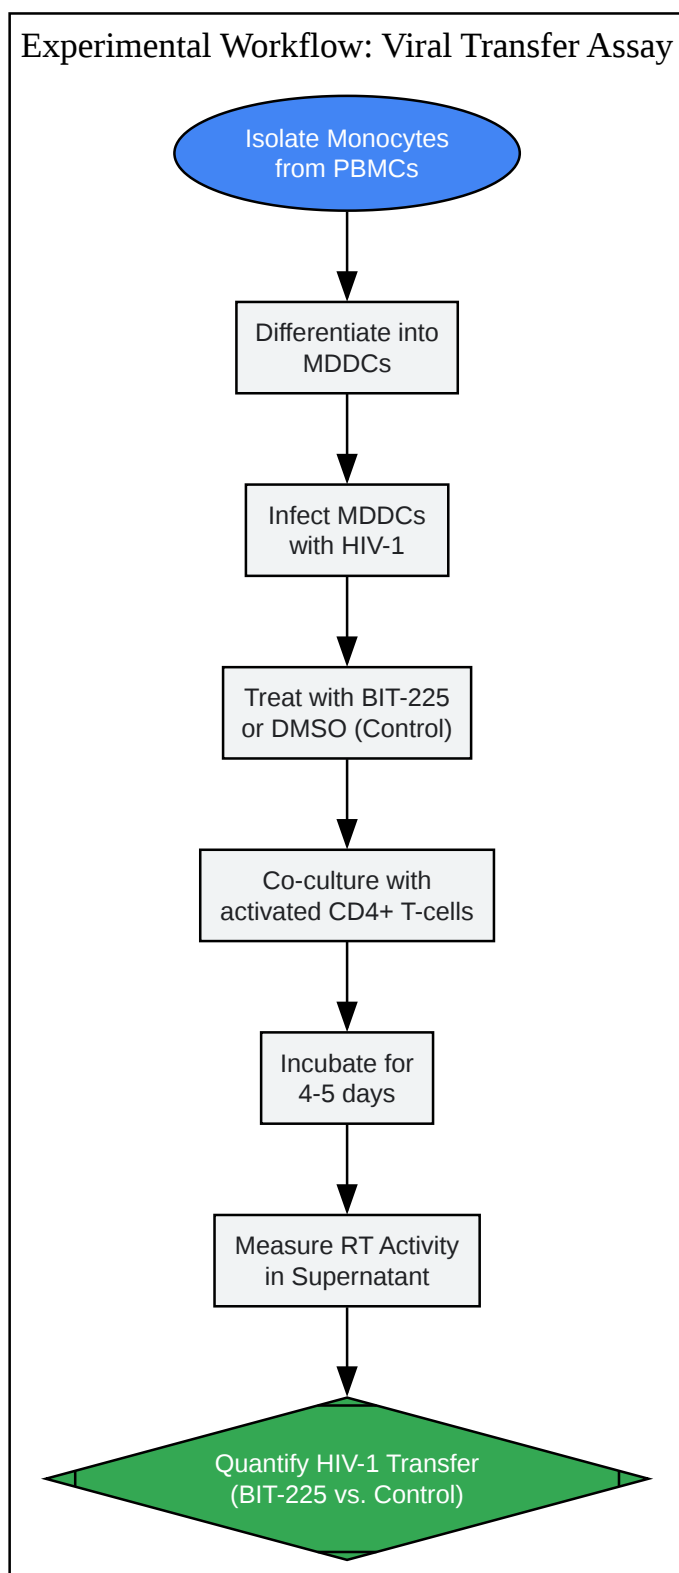 Experimental Workflow: Viral Transfer Assay
Isolate Monocytes
from PBMCs
Differentiate into
MDDCs
Infect MDDCs
with HIV-1
Treat with BIT-225
or DMSO (Control)
Co-culture with
activated CD4+ T-cells
Incubate for
4-5 days
Measure RT Activity
in Supernatant
Quantify HIV-1 Transfer
(BIT-225 vs. Control)